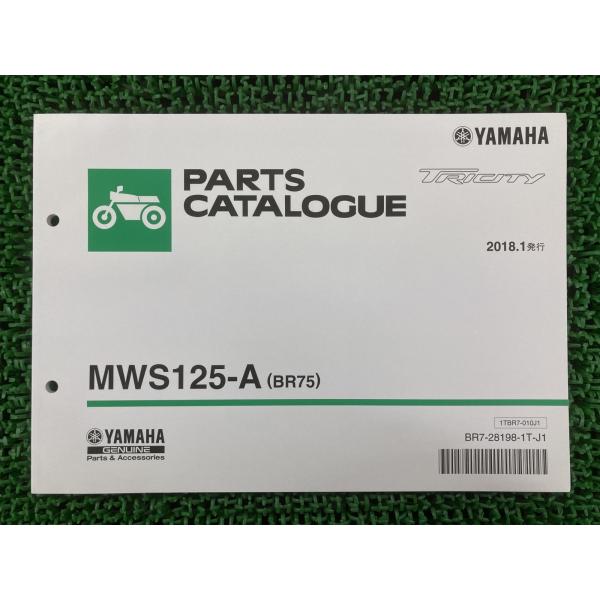 YAMAHA
TRICITY
PARTS
CATALOGUE
2018.1発行
MWS125-A (BR75)
YAMAHA
GENUINE
Parts & Accessories
1TBR7-010J1
BR7-28198-1T-J1